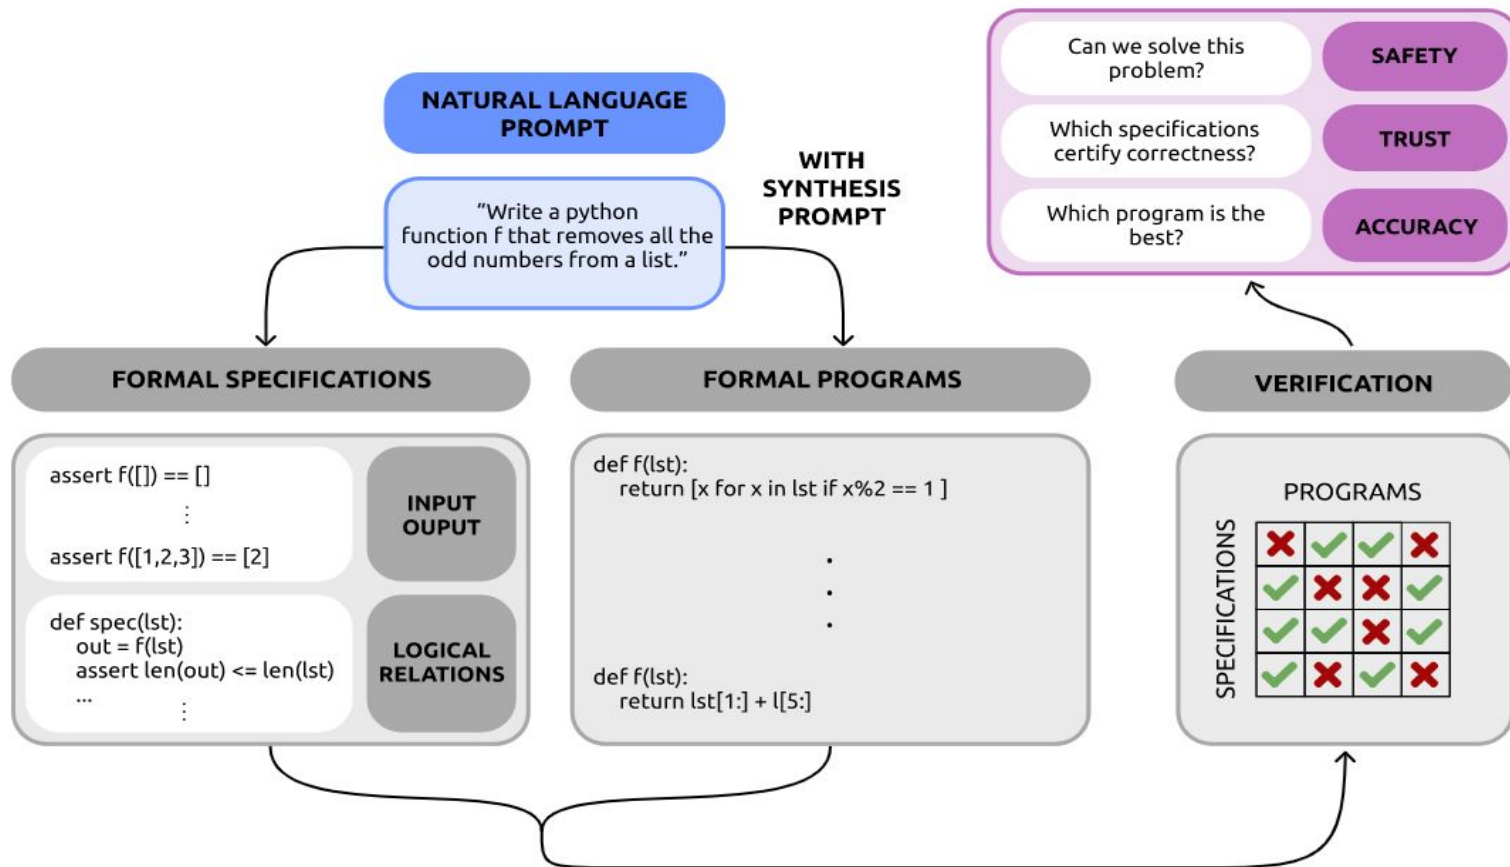 NATURAL LANGUAGE
PROMPT
"Write a python
function f that removes all the
odd numbers from a list."
WITH
SYNTHESIS
PROMPT
Can we solve this
problem?
SAFETY
Which specifications
certify correctness?
TRUST
Which program is the
best?
ACCURACY
FORMAL SPECIFICATIONS
assert f([]) == []
⋮
assert f([1,2,3]) == [2]
INPUT
OUPUT
def spec(lst):
out = f(lst)
assert len(out) <= len(lst)
...
⋮
LOGICAL
RELATIONS
FORMAL PROGRAMS
def f(lst):
return [x for x in lst if x%2 == 1 ]
.
.
.
def f(lst):
return lst[1:] + l[5:]
VERIFICATION
PROGRAMS
SPECIFICATIONS